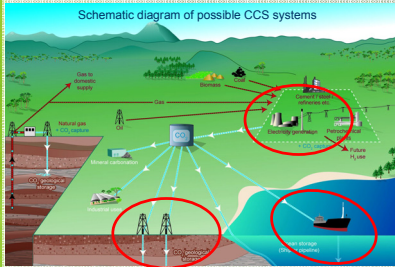 Schematic diagram of possible CCS systems
Gas to
domestic
supply
Biomass
Coal
Cement / steel /
refineries etc
Gas
Natural gas
+ CO₂ capture
Oil
Electricity generation
Petrochemical
plants
+ CO₂ capture
Future
H₂ use
CO₂
Mineral carbonation
CO₂ geological
storage
Industrial uses
CO₂ geological
storage
Ocean storage
(Ship or pipeline)